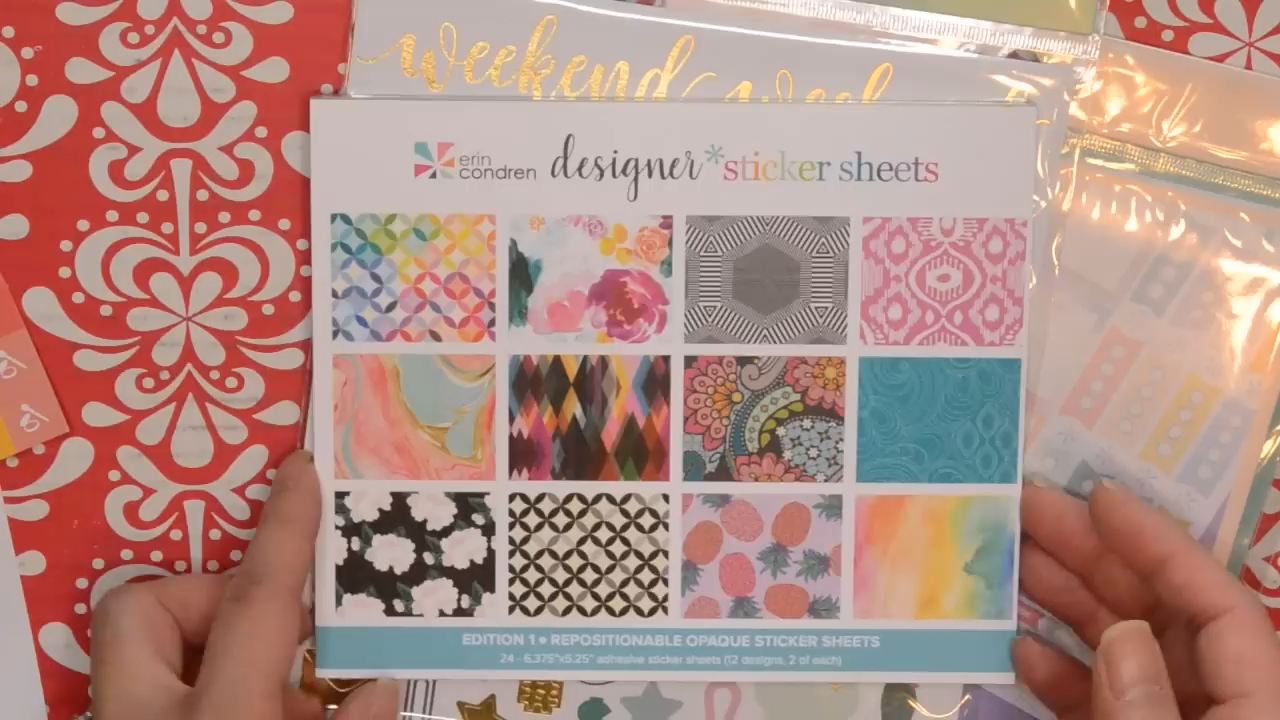 weekend
erin
condren
designer*sticker sheets
EDITION 1 • REPOSITIONABLE OPAQUE STICKER SHEETS
24 - 6.375"x5.25" adhesive sticker sheets (12 designs, 2 of each)